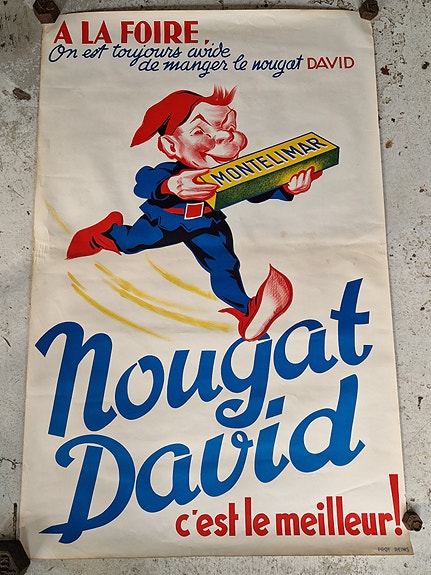 A LA FOIRE,
On est toujours avide
de manger le nougat DAVID
MONTELIMAR
Nougat
David
c'est le meilleur!